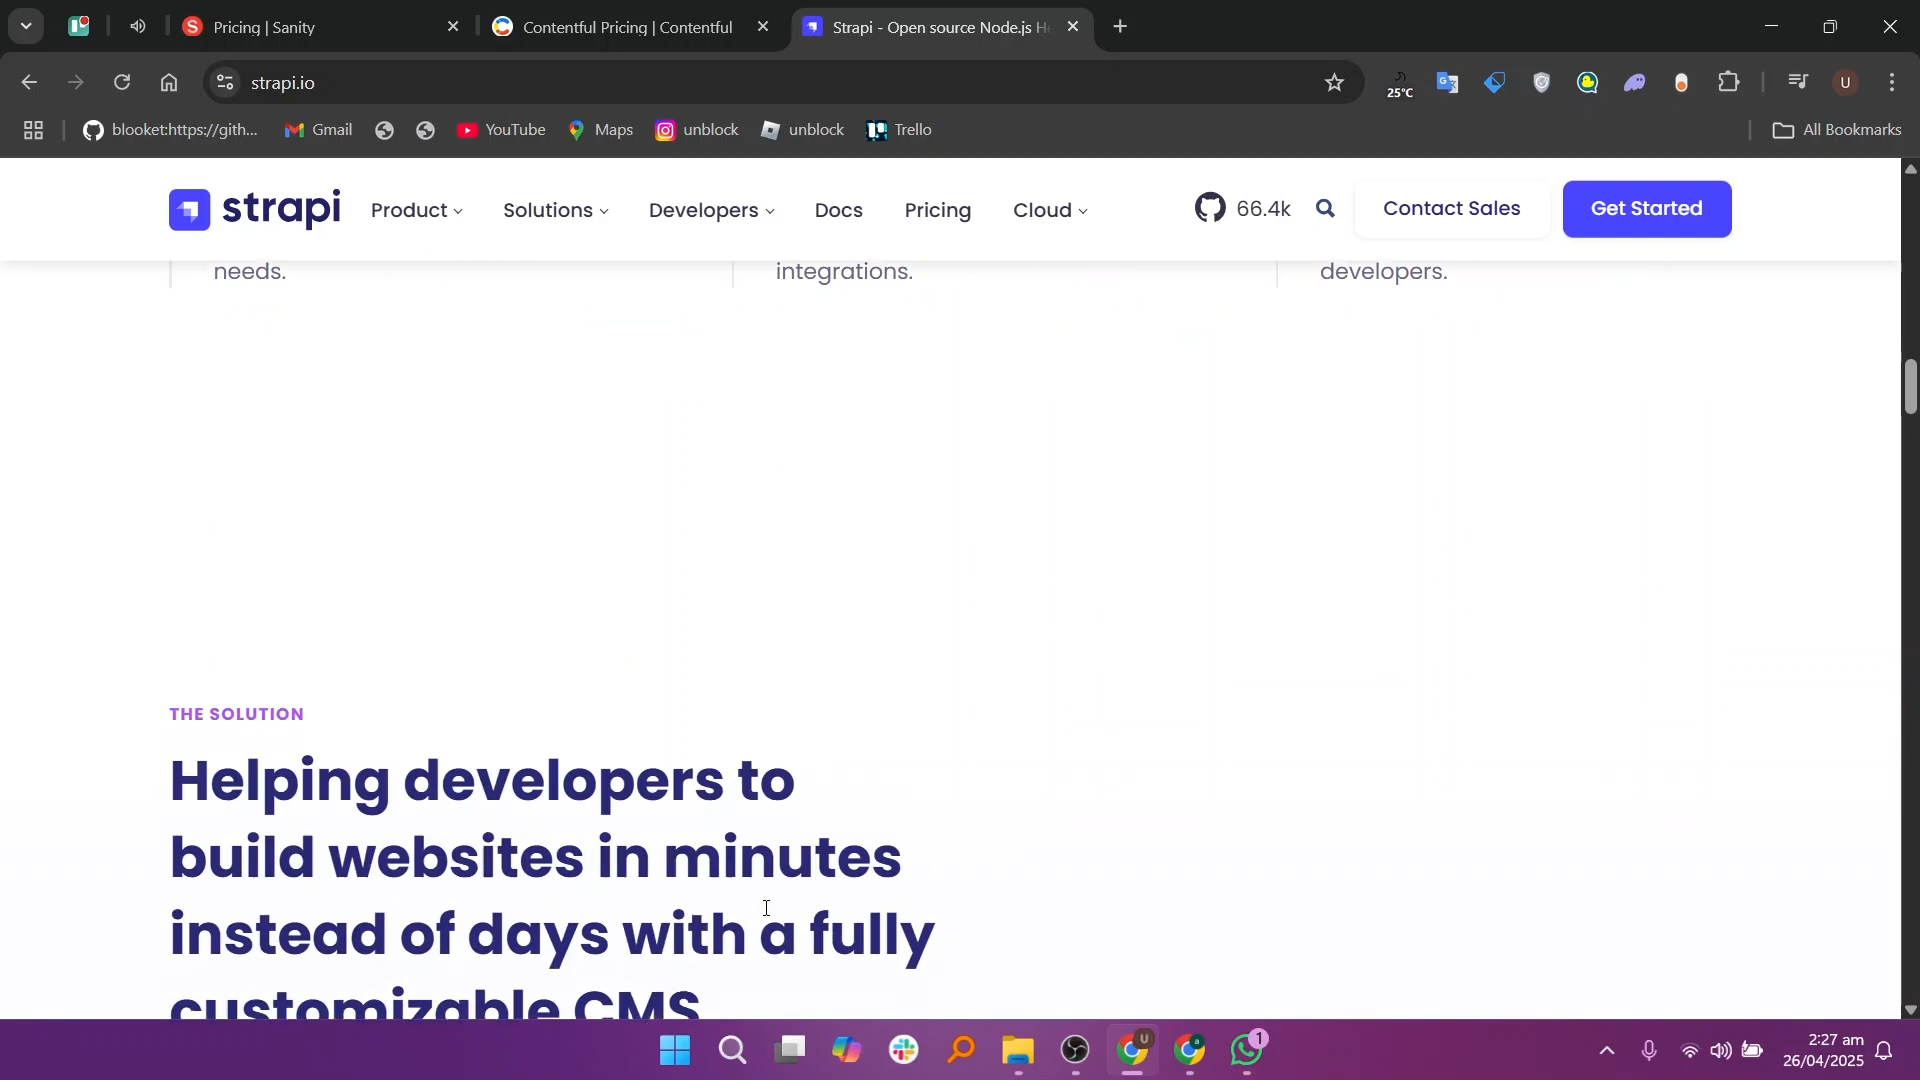 Pricing | Sanity
Contentful Pricing | Contentful
Strapi - Open source Node.js H
strapi.io
25°C
U
blooket:https://gith...
Gmail
YouTube
Maps
unblock
unblock
Trello
All Bookmarks
strapi
Product
Solutions
Developers
Docs
Pricing
Cloud
66.4k
Contact Sales
Get Started
needs.
integrations.
developers.
THE SOLUTION
Helping developers to
build websites in minutes
instead of days with a fully
customizable CMS
U
a
1
2:27 am
26/04/2025